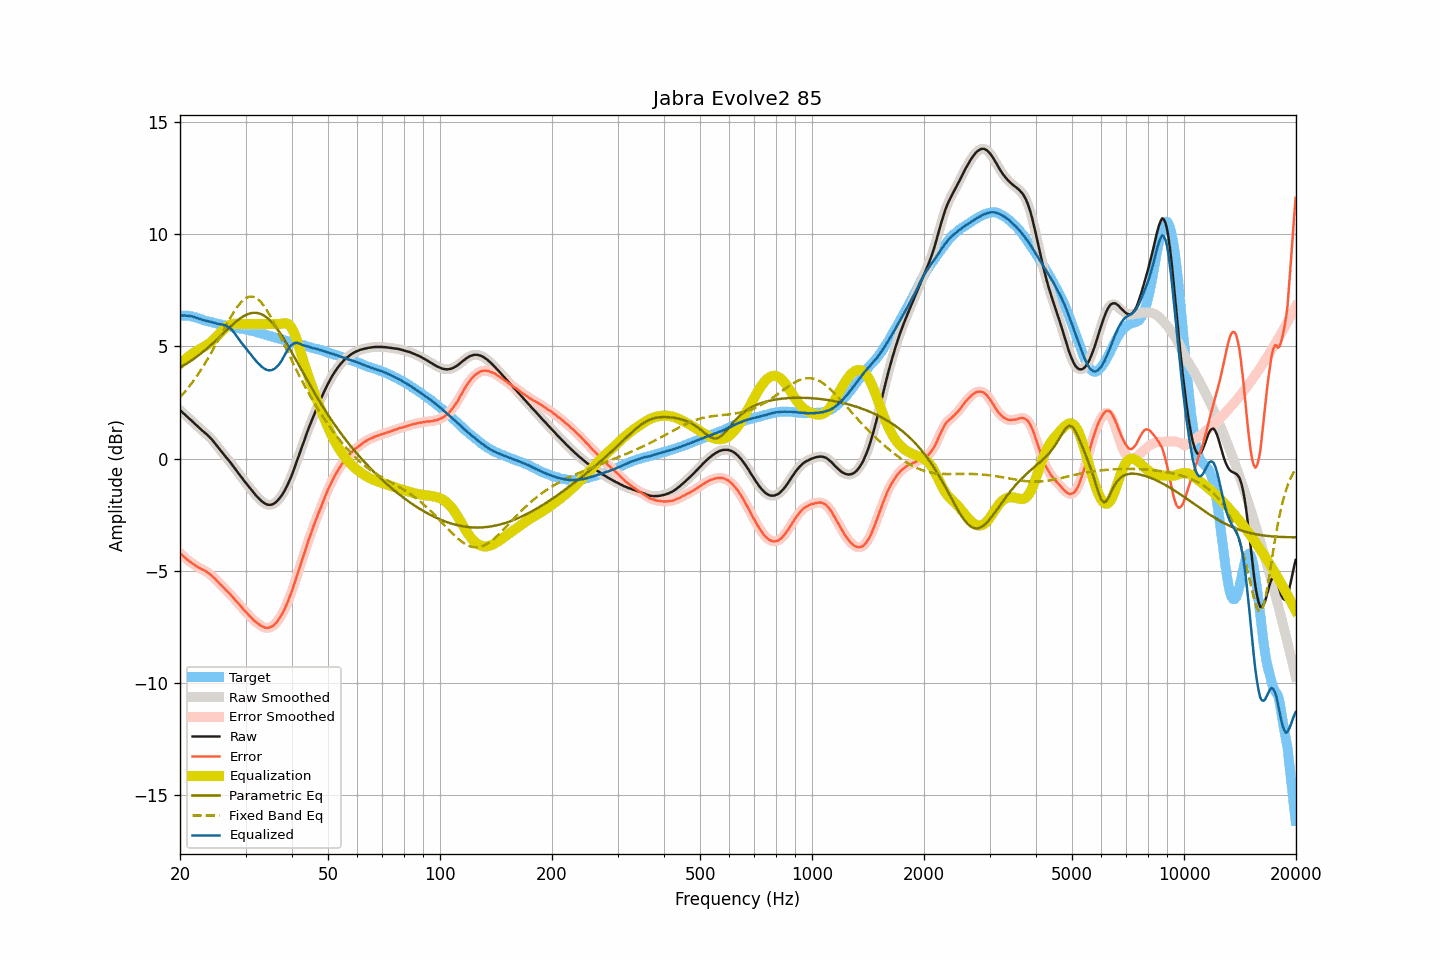 Jabra Evolve2 85
15
10
5
0
−5
−10
−15
Amplitude (dBr)
Target
Raw Smoothed
Error Smoothed
Raw
Error
Equalization
Parametric Eq
Fixed Band Eq
Equalized
20 50 100 200 500 1000 2000 5000 10000 20000
Frequency (Hz)